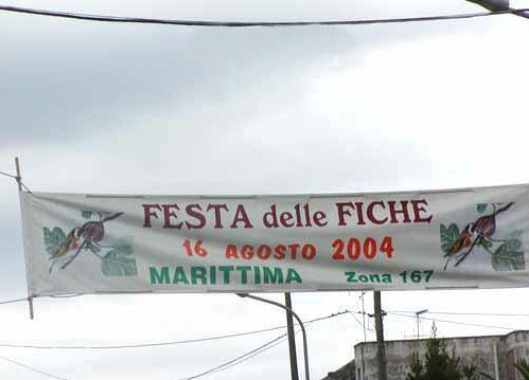 FESTA delle FICHE
16 AGOSTO 2004
MARITTIMA Zona 167